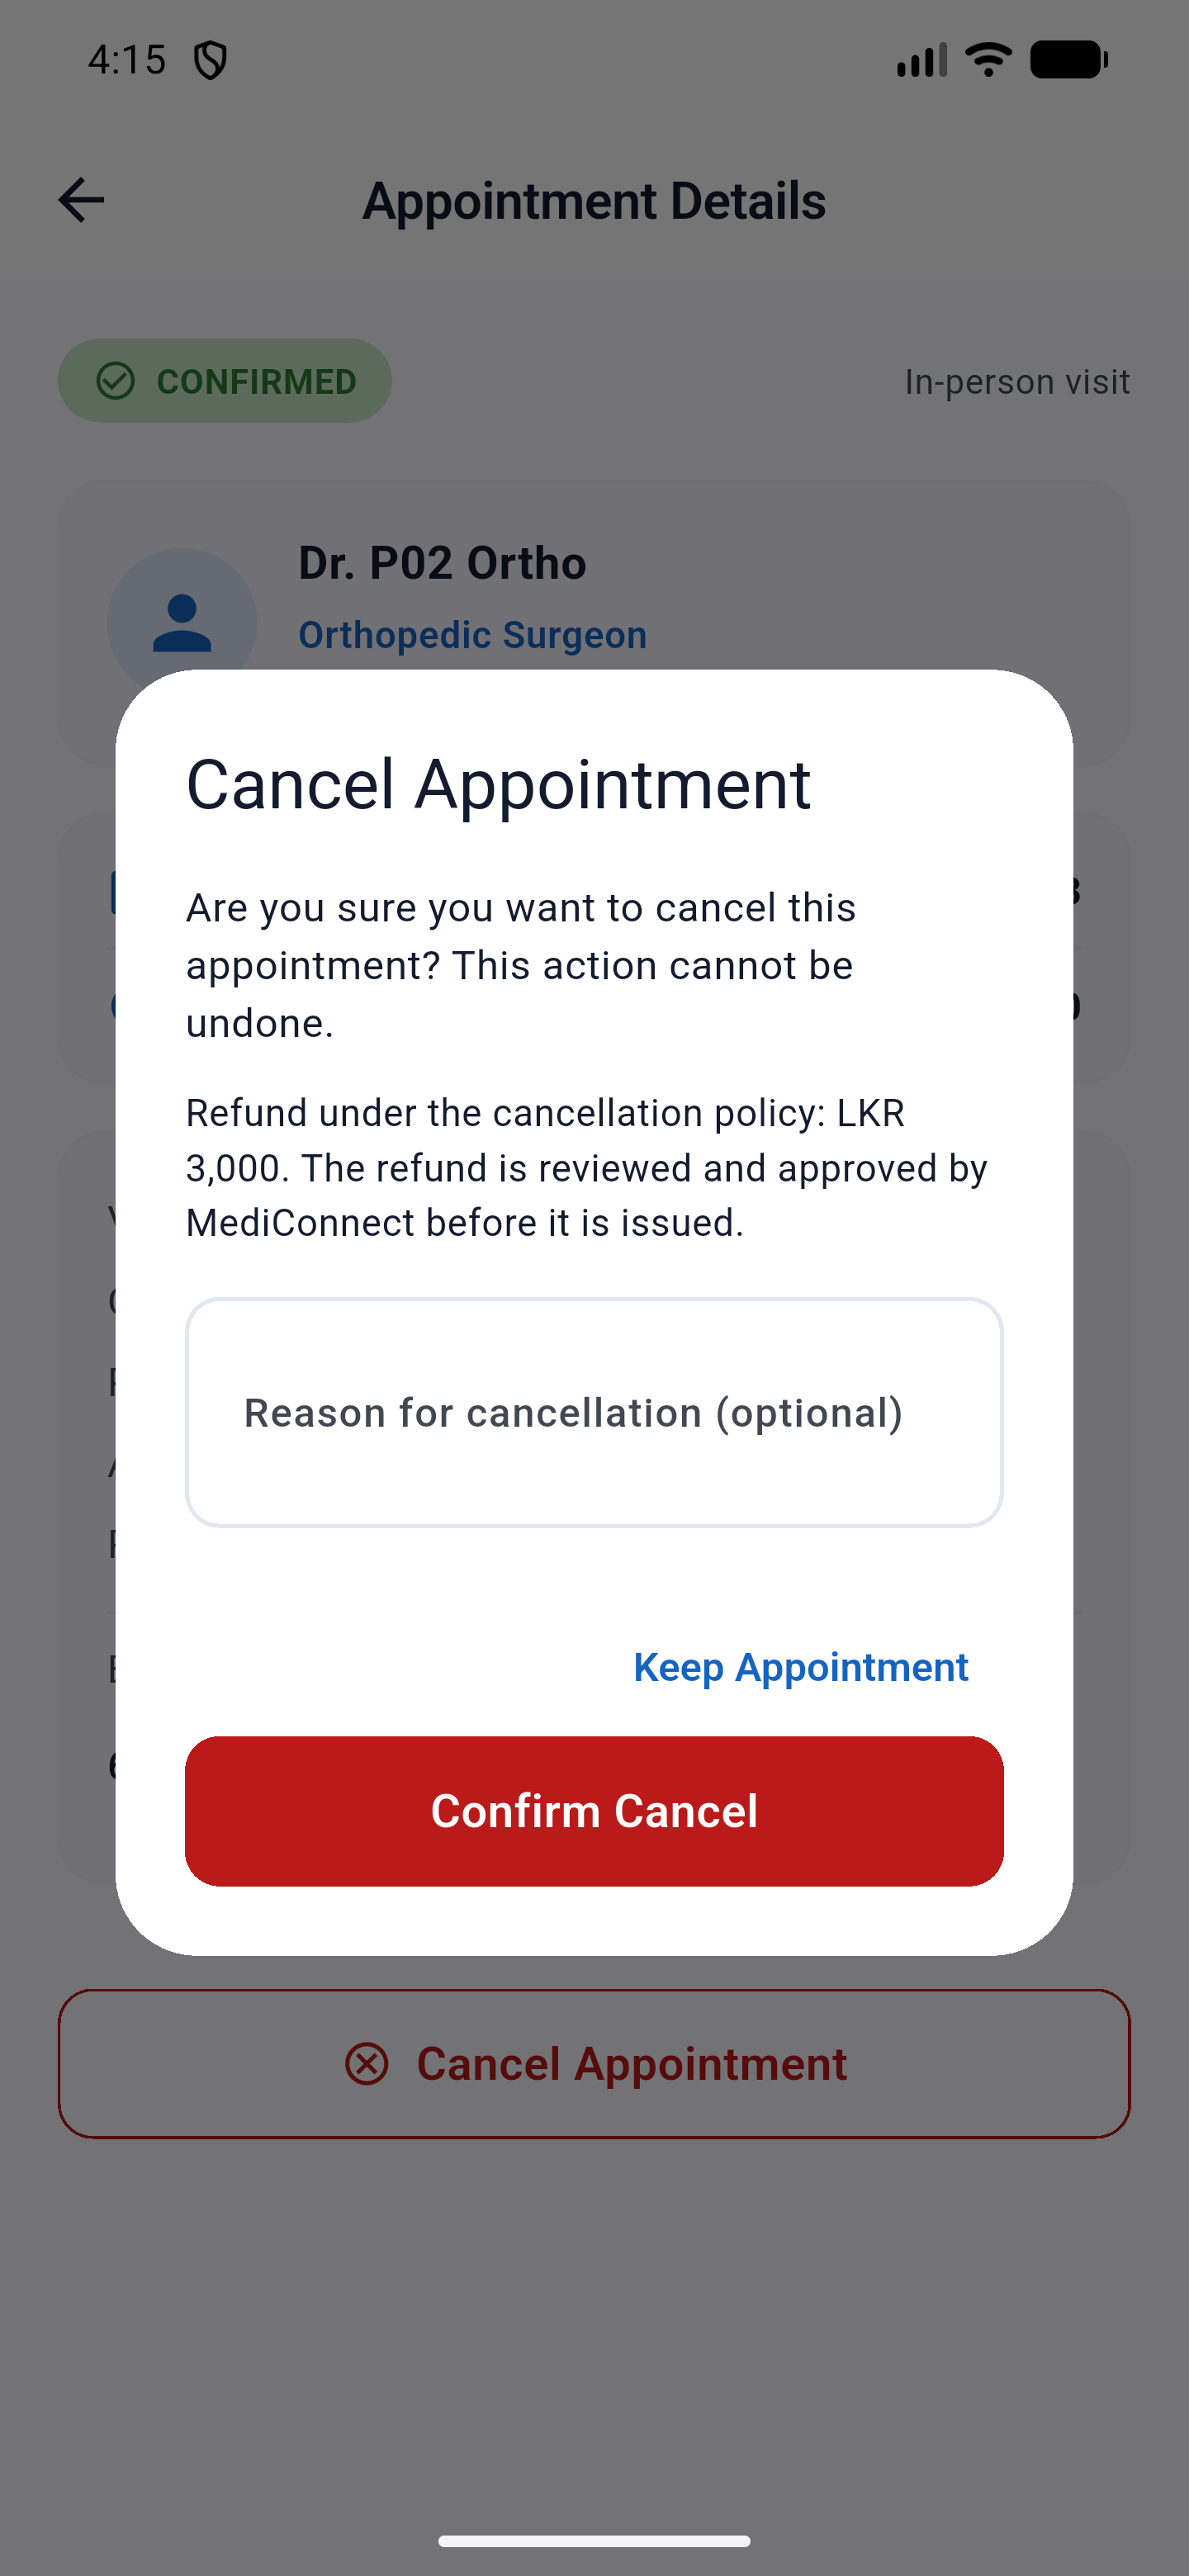 4:15
Appointment Details
CONFIRMED
In-person visit
Dr. P02 Ortho
Orthopedic Surgeon
Cancel Appointment
Are you sure you want to cancel this
appointment? This action cannot be
undone.
Refund under the cancellation policy: LKR
3,000. The refund is reviewed and approved by
MediConnect before it is issued.
Reason for cancellation (optional)
Keep Appointment
Confirm Cancel
Cancel Appointment